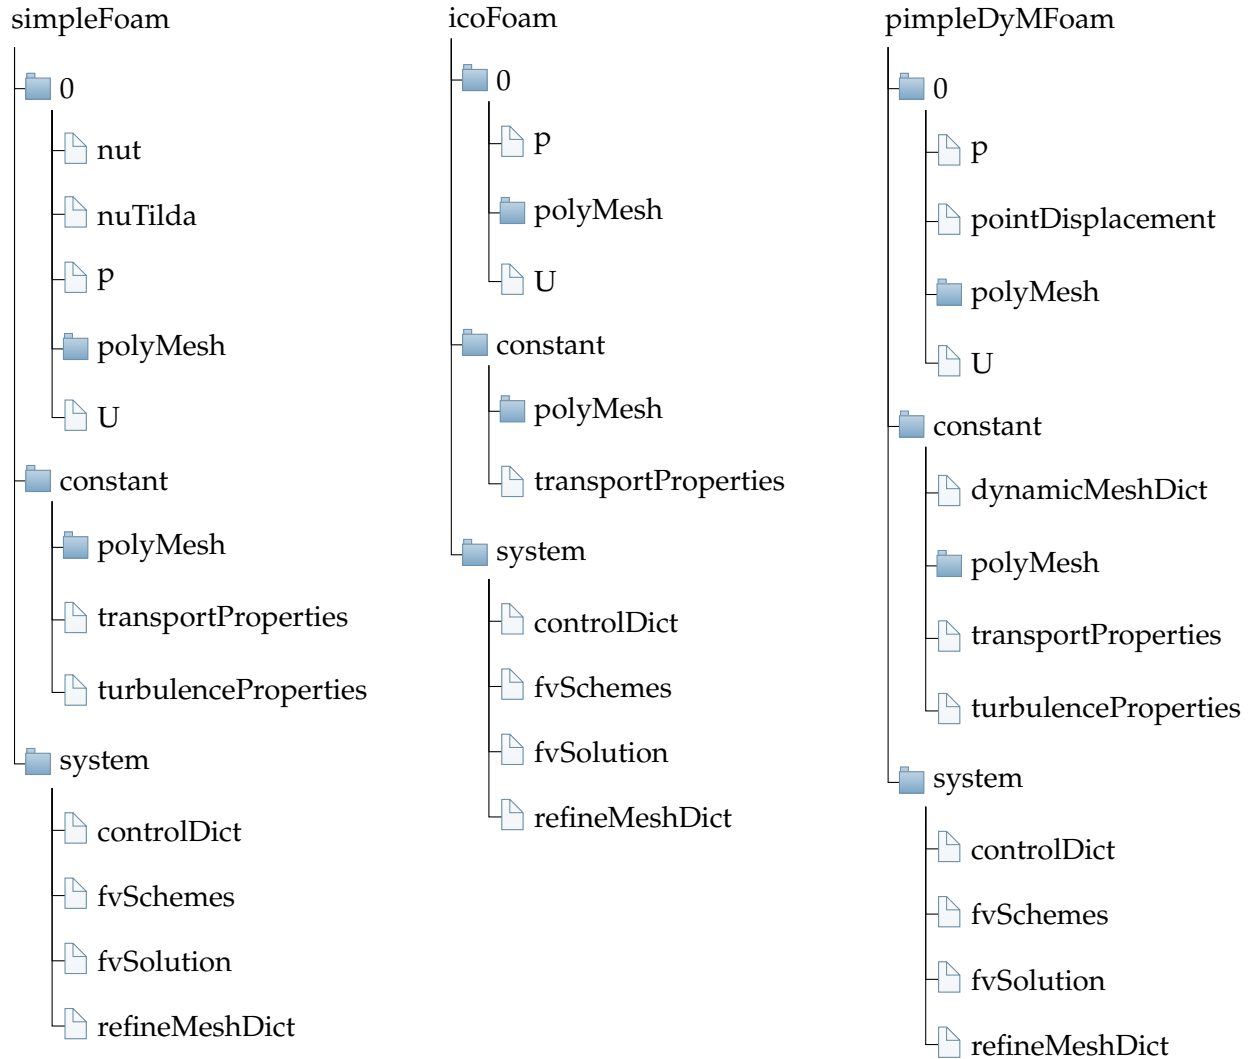 simpleFoam
0
nut
nuTilda
p
polyMesh
U
constant
polyMesh
transportProperties
turbulenceProperties
system
controlDict
fvSchemes
fvSolution
refineMeshDict
icoFoam
0
p
polyMesh
U
constant
polyMesh
transportProperties
system
controlDict
fvSchemes
fvSolution
refineMeshDict
pimpleDyMFoam
0
p
pointDisplacement
polyMesh
U
constant
dynamicMeshDict
polyMesh
transportProperties
turbulenceProperties
system
controlDict
fvSchemes
fvSolution
refineMeshDict